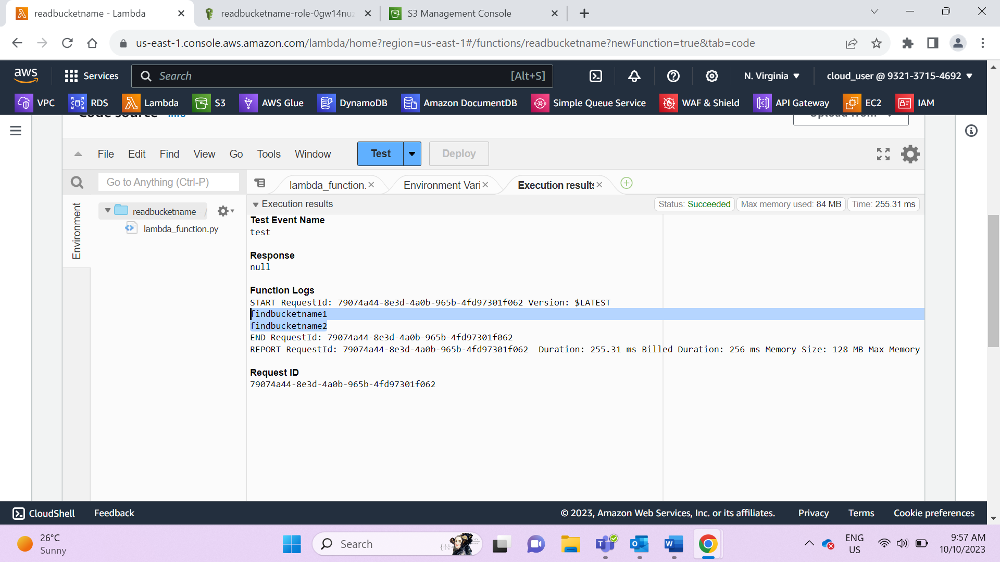 readbucketname - Lambda
readbucketname-role-0gw14nuz
S3 Management Console
us-east-1.console.aws.amazon.com/lambda/home?region=us-east-1#/functions/readbucketname?newFunction=true&tab=code
aws
Services
Search
[Alt+S]
N. Virginia
cloud_user @ 9321-3715-4692
VPC
RDS
Lambda
S3
AWS Glue
DynamoDB
Amazon DocumentDB
Simple Queue Service
WAF & Shield
API Gateway
EC2
IAM
Code source Info
Upload from
File Edit Find View Go Tools Window
Test
Deploy
Go to Anything (Ctrl-P)
lambda_function.
Environment Vari
Execution results
Environment
readbucketname - /
lambda_function.py
Execution results
Status: Succeeded
Max memory used: 84 MB
Time: 255.31 ms
Test Event Name
test
Response
null
Function Logs
START RequestId: 79074a44-8e3d-4a0b-965b-4fd97301f062 Version: $LATEST
findbucketname1
findbucketname2
END RequestId: 79074a44-8e3d-4a0b-965b-4fd97301f062
REPORT RequestId: 79074a44-8e3d-4a0b-965b-4fd97301f062  Duration: 255.31 ms Billed Duration: 256 ms Memory Size: 128 MB Max Memory
Request ID
79074a44-8e3d-4a0b-965b-4fd97301f062
CloudShell
Feedback
© 2023, Amazon Web Services, Inc. or its affiliates.
Privacy
Terms
Cookie preferences
26°C
Sunny
Search
ENG
US
9:57 AM
10/10/2023